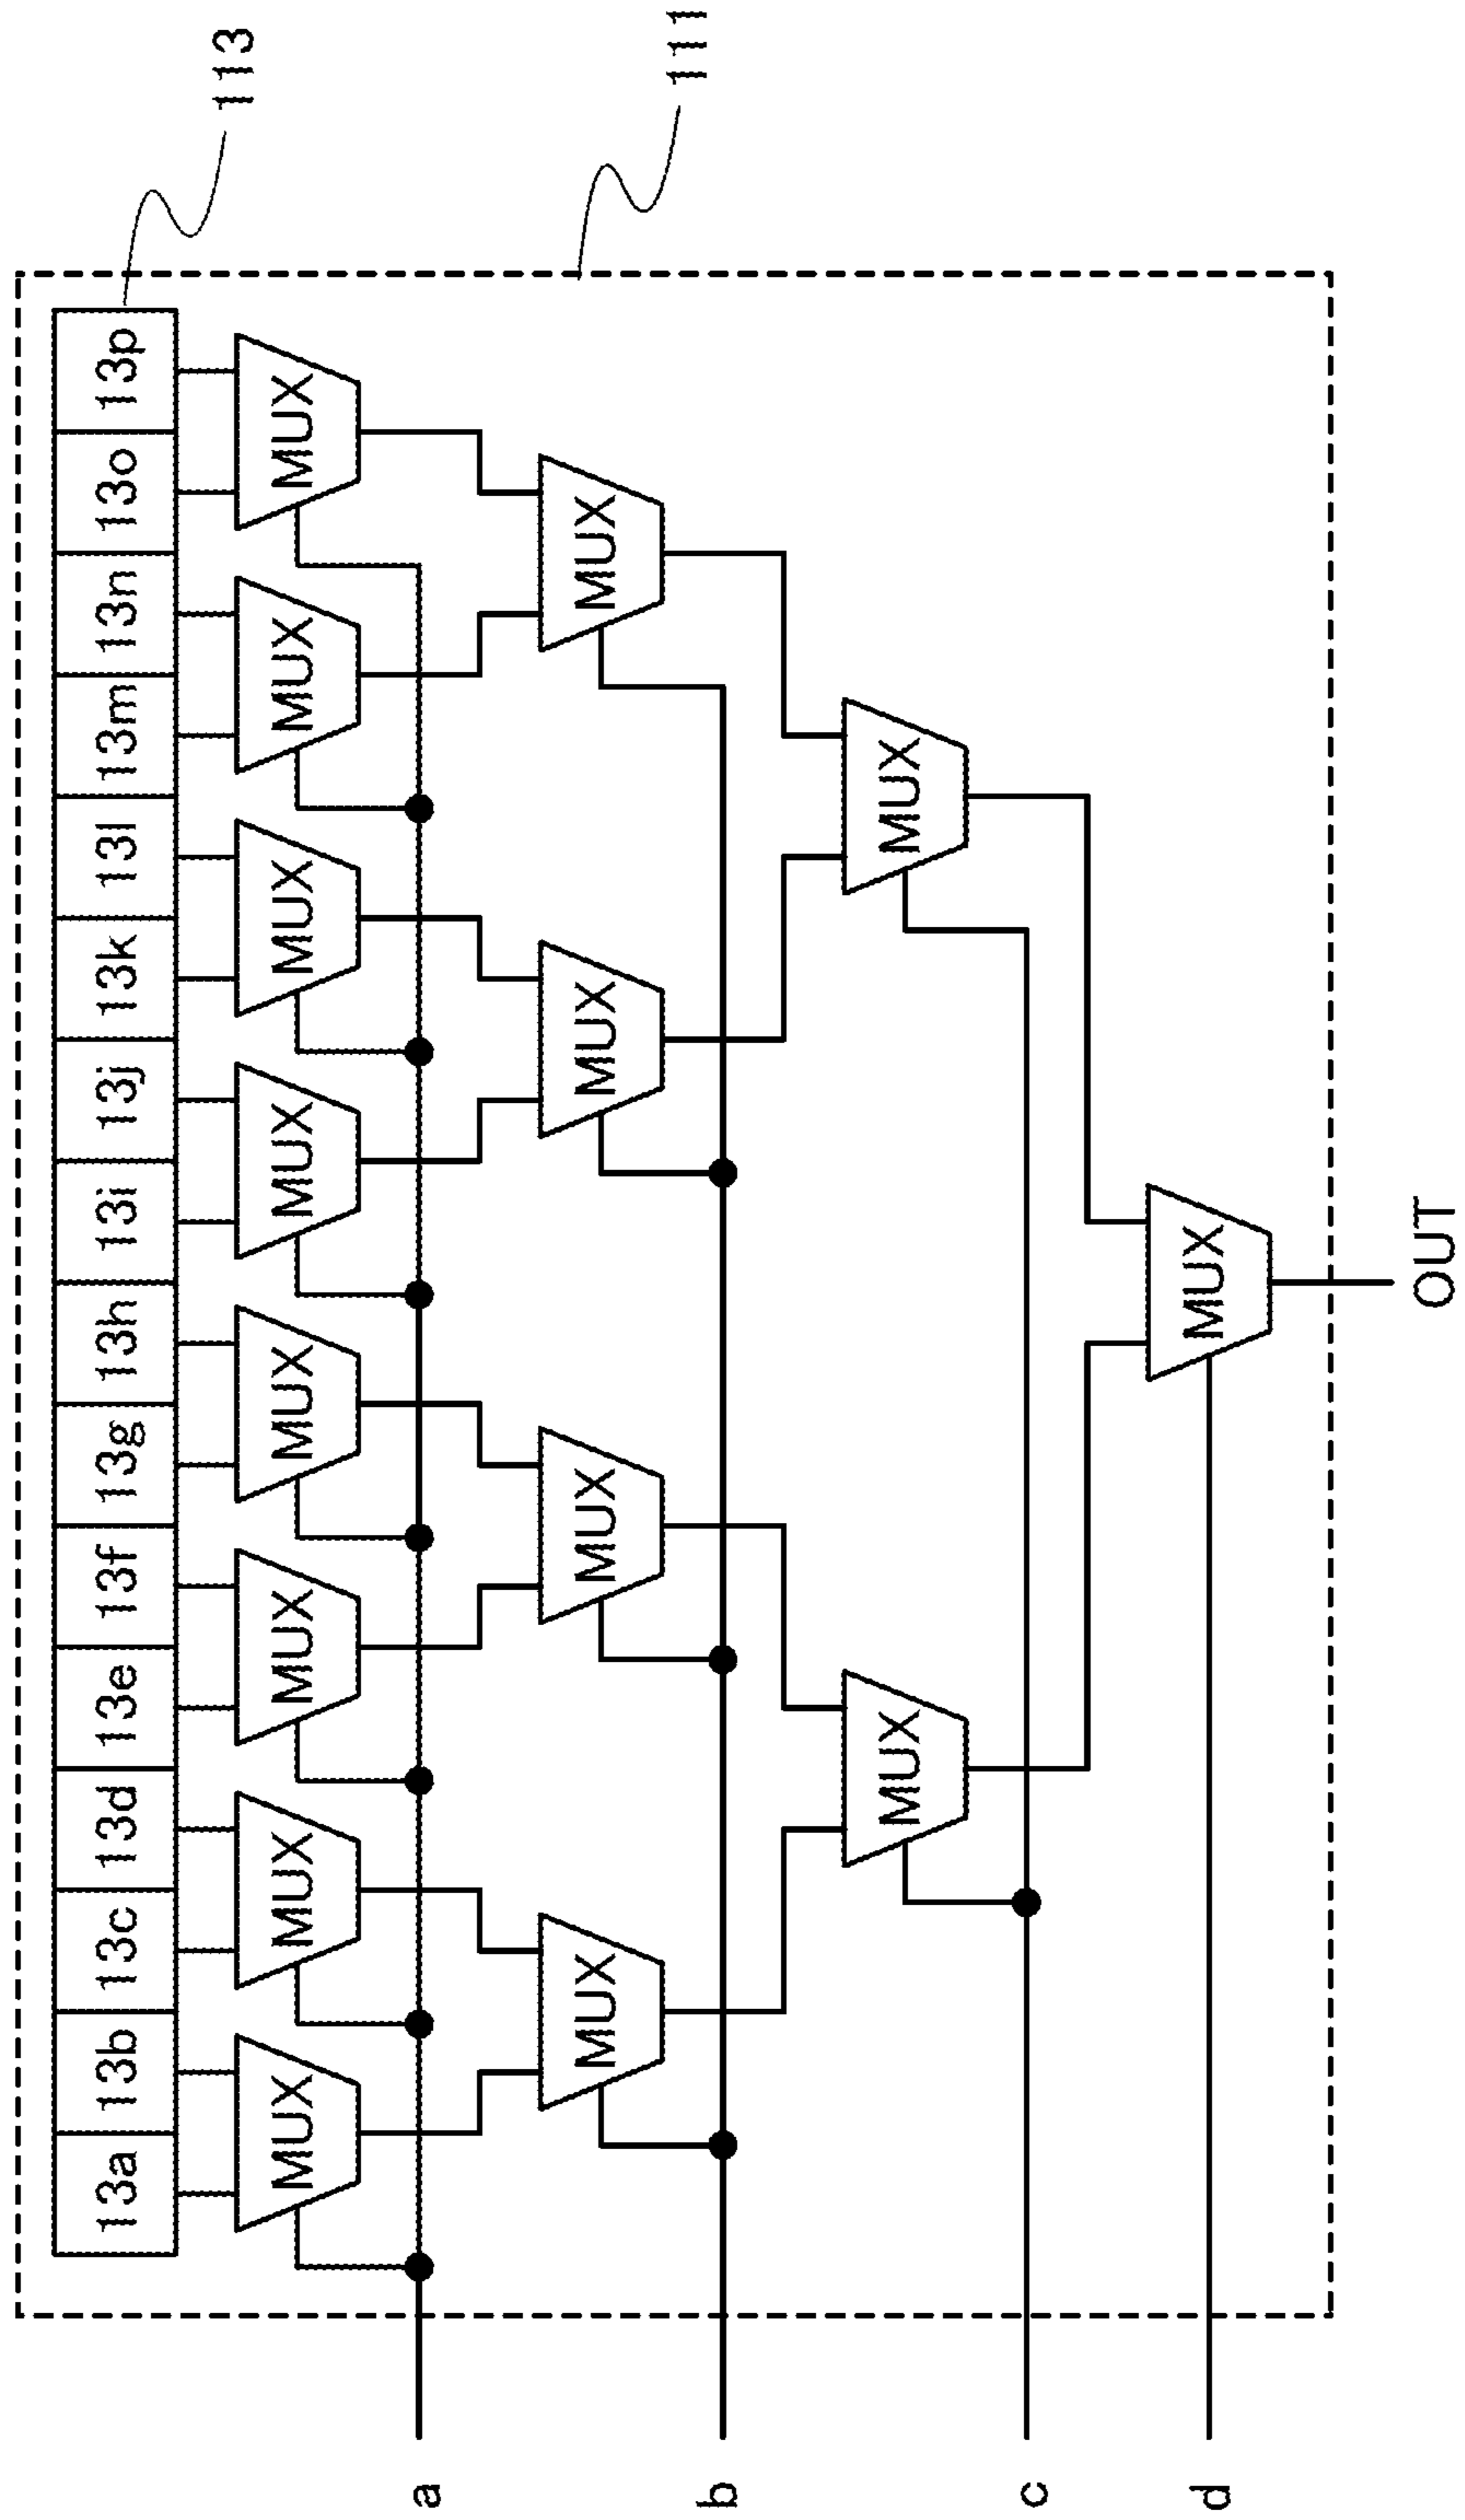 113
13a 13b 13c 13d 13e 13f 13g 13h 13i 13j 13k 13l 13m 13n 13o 13p
MUX MUX MUX MUX MUX MUX MUX MUX
111
a
MUX MUX MUX MUX
b
MUX MUX
c
MUX
d
OUT